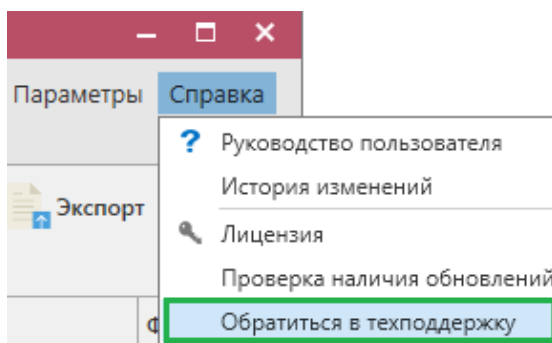 Параметры Справка
Руководство пользователя
История изменений
Экспорт
Лицензия
Проверка наличия обновлений
Обратиться в техподдержку